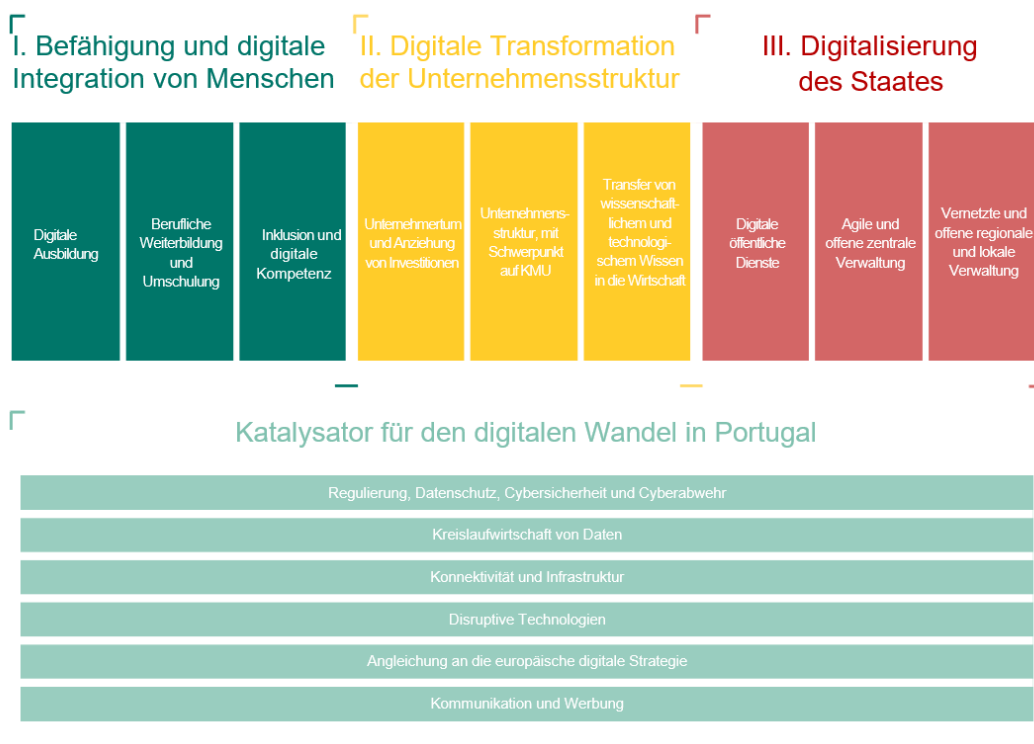 I. Befähigung und digitale
Integration von Menschen
II. Digitale Transformation
der Unternehmensstruktur
III. Digitalisierung
des Staates
Digitale
Ausbildung
Berufliche
Weiterbildung
und
Umschulung
Inklusion und
digitale
Kompetenz
Unternehmertum
und Anziehung
von Investitionen
Unternehmens-
struktur, mit
Schwerpunkt
auf KMU
Transfer von
wissenschaft-
lichem und
technologi-
schem Wissen
in die Wirtschaft
Digitale
öffentliche
Dienste
Agile und
offene zentrale
Verwaltung
Vernetzte und
offene regionale
und lokale
Verwaltung
Katalysator für den digitalen Wandel in Portugal
Regulierung, Datenschutz, Cybersicherheit und Cyberabwehr
Kreislaufwirtschaft von Daten
Konnektivität und Infrastruktur
Disruptive Technologien
Angleichung an die europäische digitale Strategie
Kommunikation und Werbung